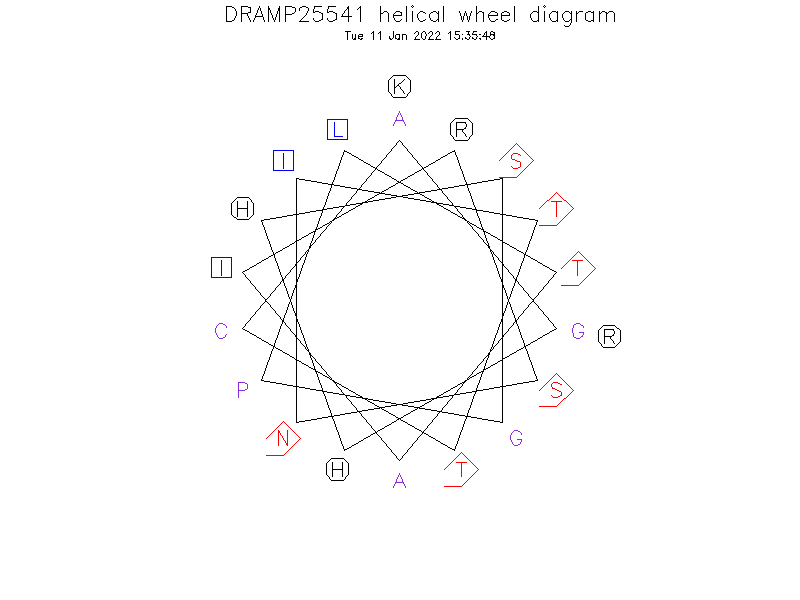 DRAMP25541 helical wheel diagram
Tue 11 Jan 2022 15:35:48
K
A
L R
I S
H T
I T
C G R
P S
N G
H T
A